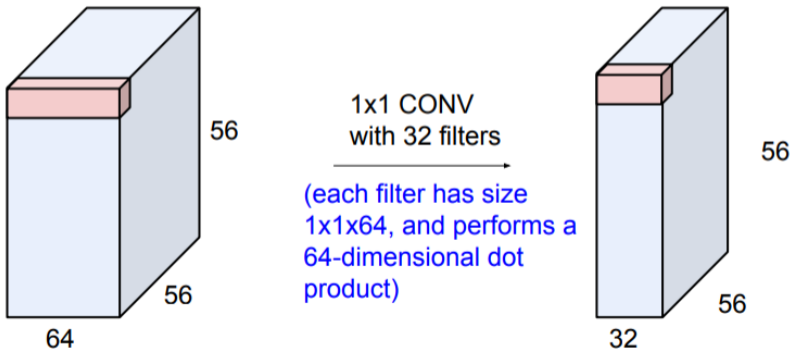 56
56
64
1x1 CONV
with 32 filters
(each filter has size
1x1x64, and performs a
64-dimensional dot
product)
56
56
32